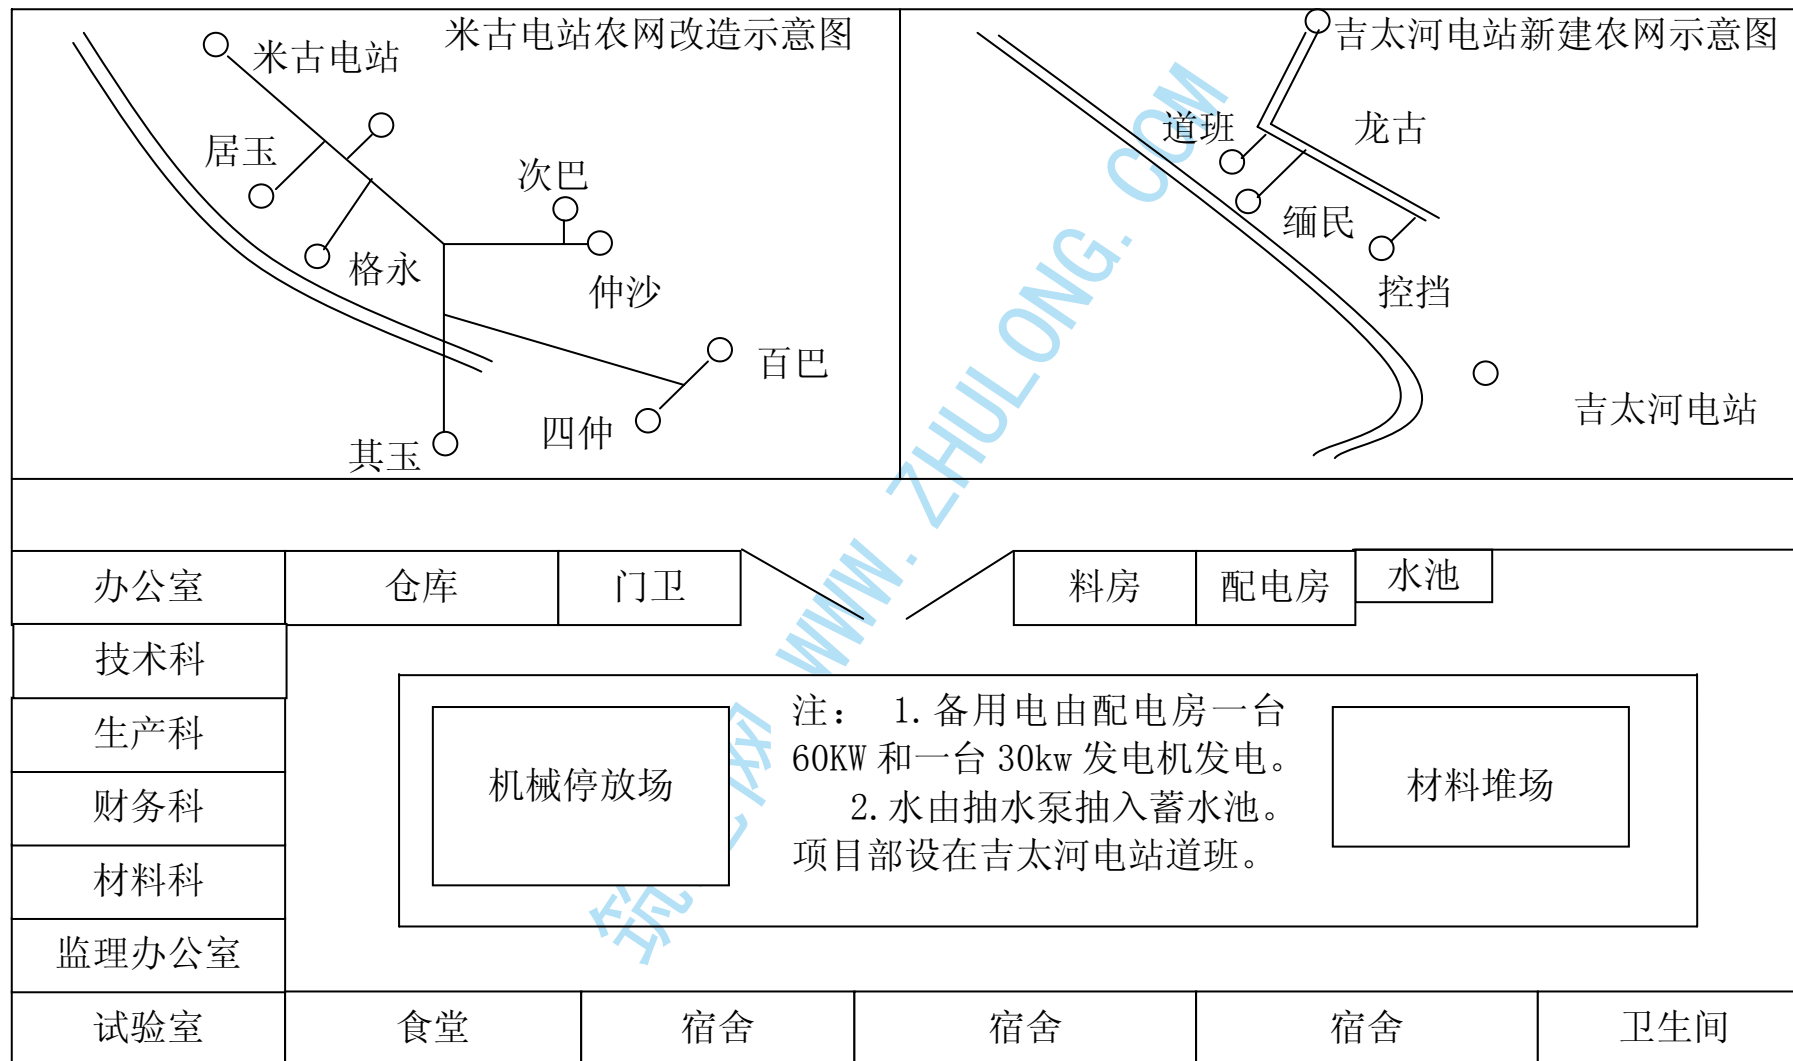 米古电站农网改造示意图
米古电站
居玉
次巴
格永
仲沙
百巴
四仲
其玉
吉太河电站新建农网示意图
道班
龙古
缅民
控挡
吉太河电站
办公室
仓库
门卫
料房
配电房
水池
技术科
生产科
财务科
材料科
监理办公室
试验室
机械停放场
注： 1.备用电由配电房一台
60KW和一台30kw发电机发电。
2.水由抽水泵抽入蓄水池。
项目部设在吉太河电站道班。
材料堆场
食堂
宿舍
宿舍
宿舍
卫生间
WWW.ZHULONG.COM